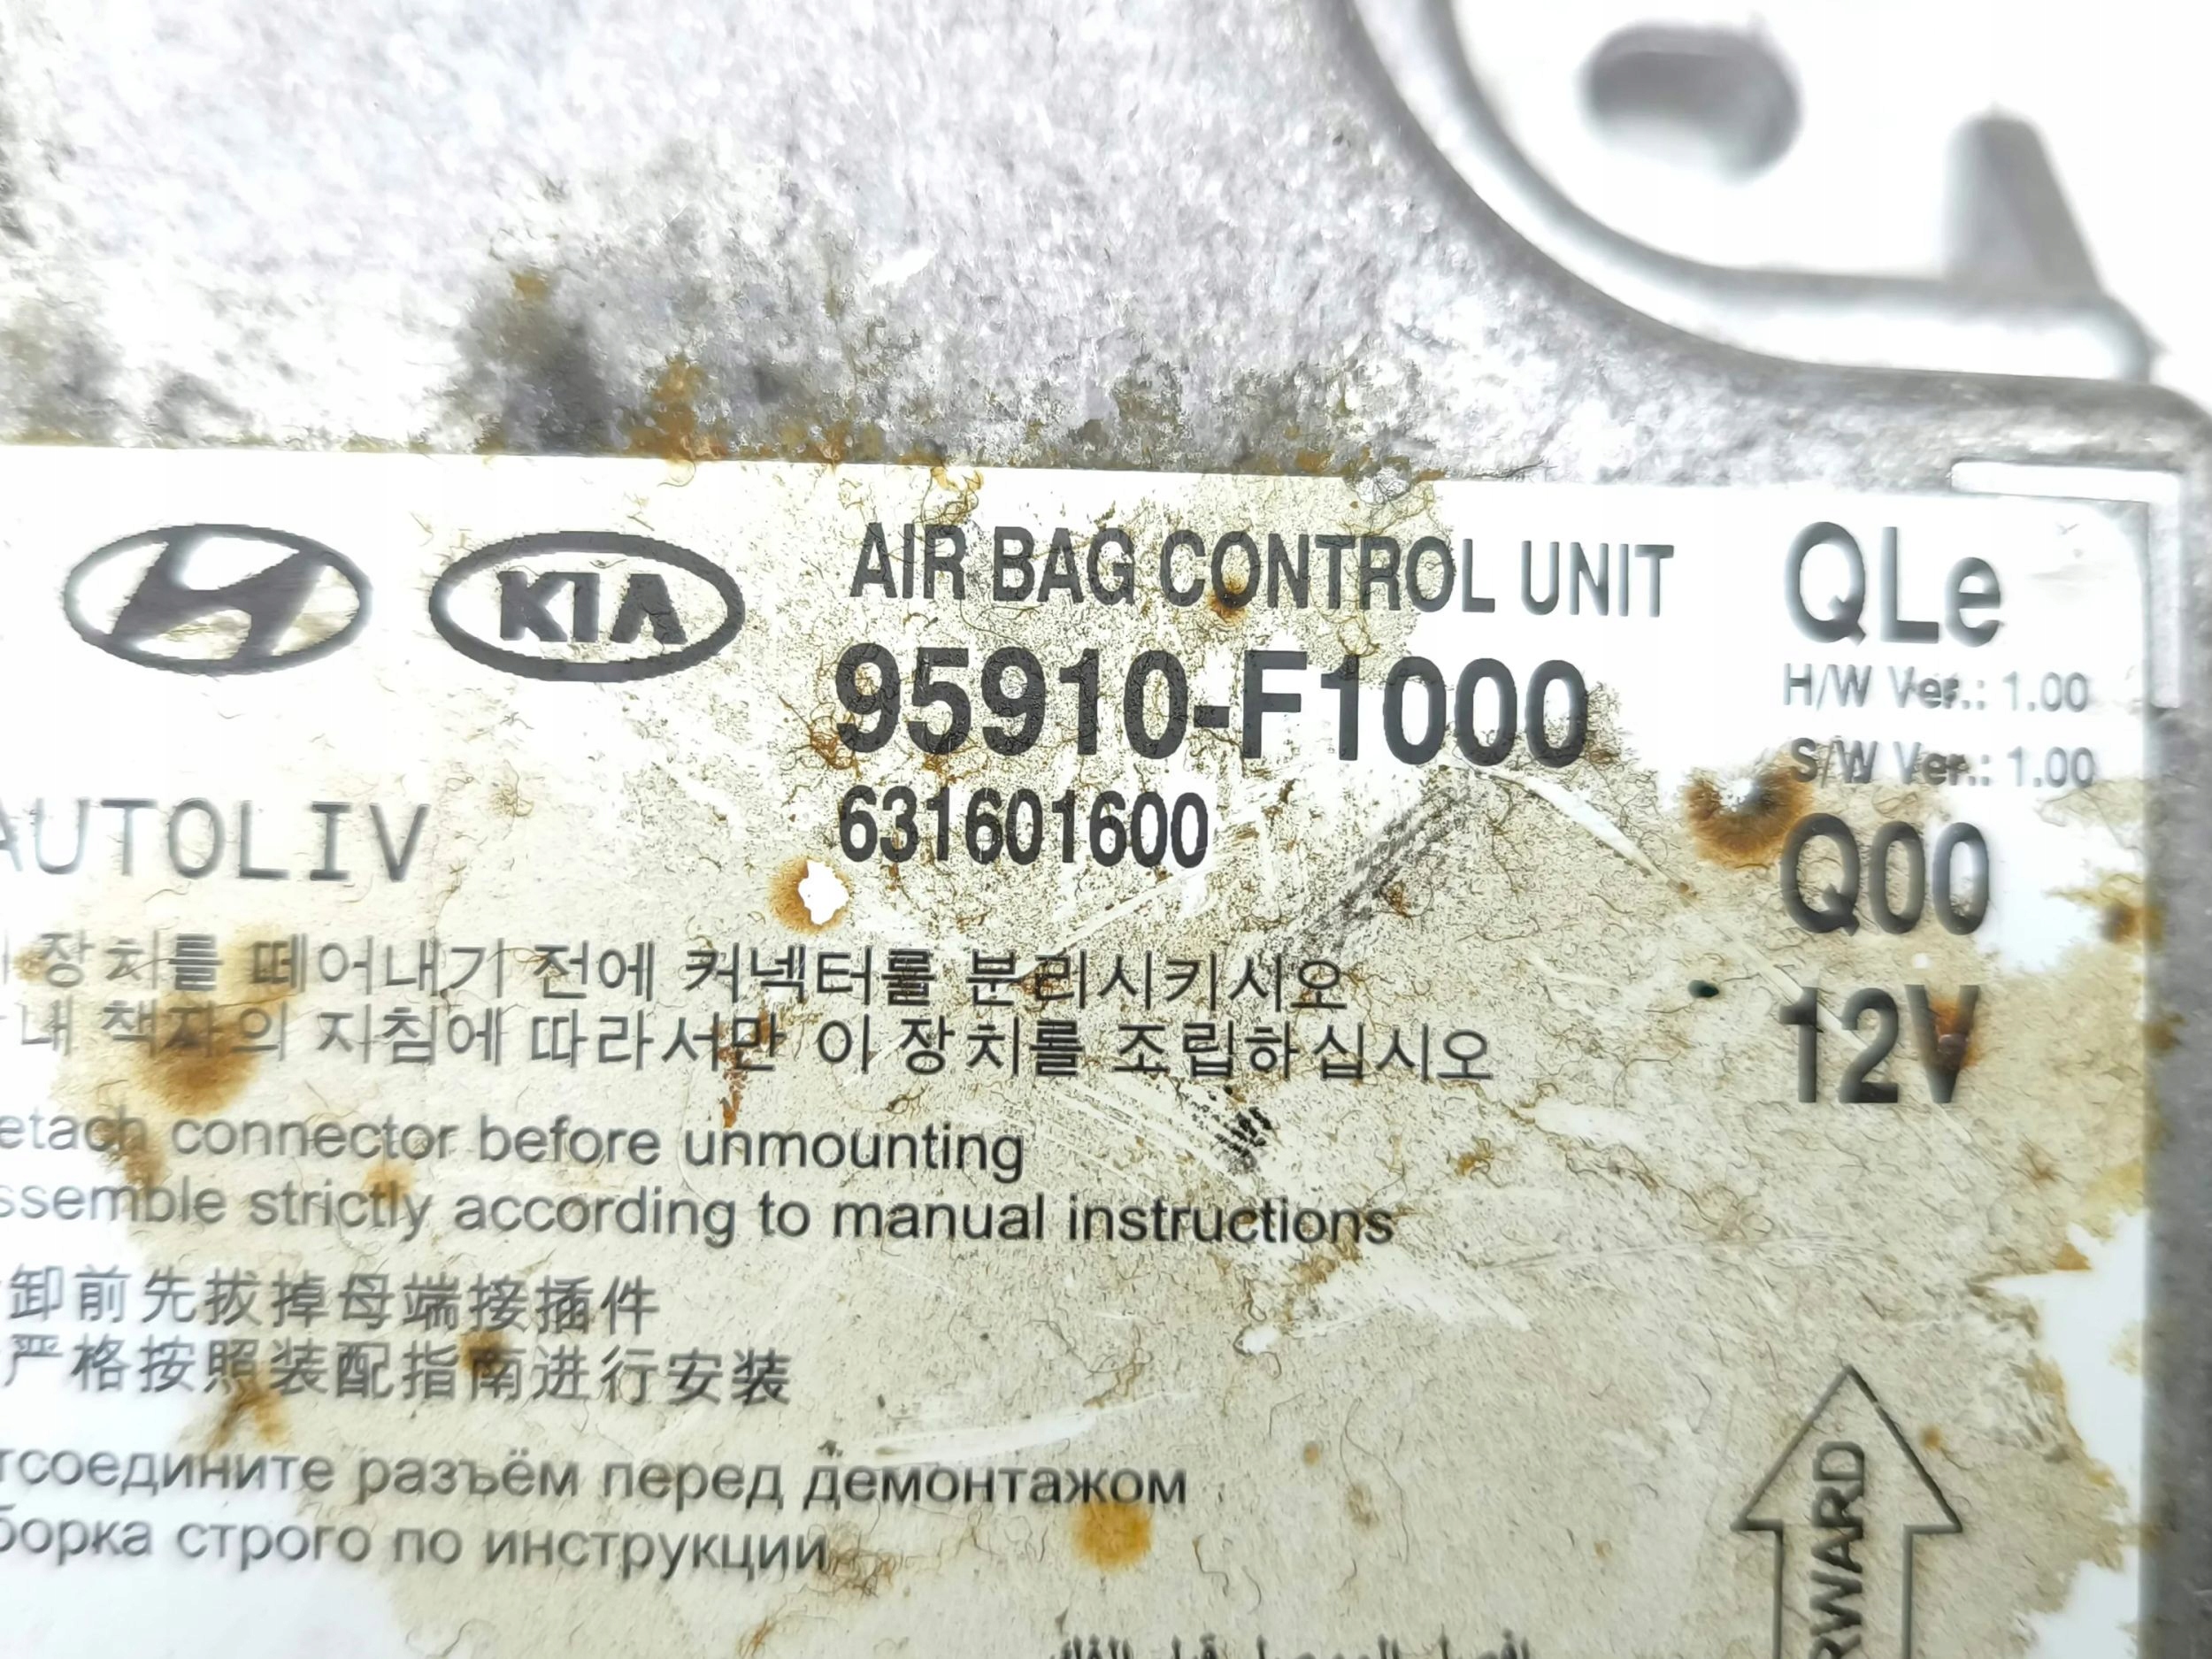 KIA
AIR BAG CONTROL UNIT
QLe
95910-F1000
H/W Ver.: 1.00
S/W Ver.: 1.00
631601600
AUTOLIV
Q00
12V
장치를 떼어내기 전에 커넥터를 분리시키시오
내 책자의 지침에 따라서만 이 장치를 조립하십시오
etach connector before unmounting
ssemble strictly according to manual instructions
卸前先拔掉母端接插件
严格按照装配指南进行安装
тсоедините разъём перед демонтажом
борка строго по инструкции
RWARD